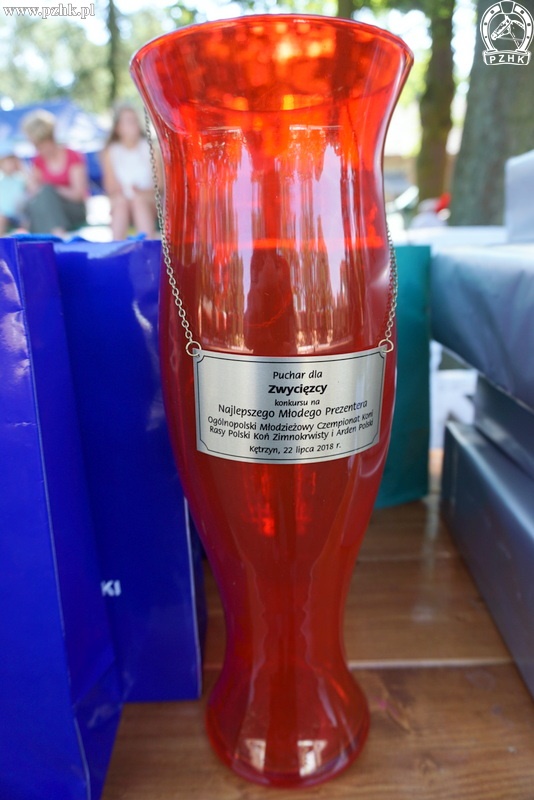 www.pzhk.pl
PZHK
Puchar dla
Zwycięzcy
konkursu na
Najlepszego Młodego Prezentera
Ogólnopolski Młodzieżowy Czempionat Koni
Rasy Polski Koń Zimnokrwisty i Arden Polski
Kętrzyn, 22 lipca 2018 r.
KI